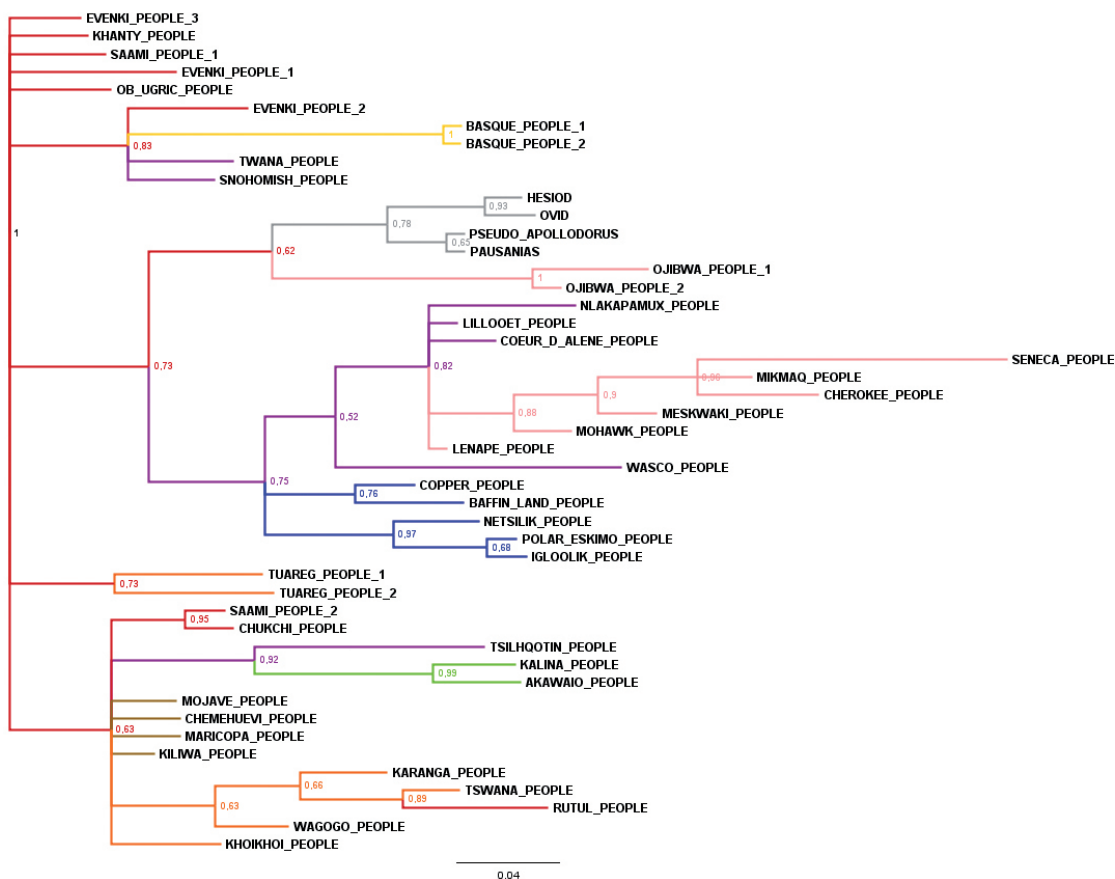 EVENKI_PEOPLE_3
KHANTY_PEOPLE
SAAMI_PEOPLE_1
EVENKI_PEOPLE_1
OB_UGRIC_PEOPLE
EVENKI_PEOPLE_2
BASQUE_PEOPLE_1
1
0,83
BASQUE_PEOPLE_2
TWANA_PEOPLE
SNOHOMISH_PEOPLE
HESIOD
0,93
OVID
0,78
1
PSEUDO_APOLLODORUS
0,65
0,62
PAUSANIAS
OJIBWA_PEOPLE_1
1
OJIBWA_PEOPLE_2
NLAKAPAMUX_PEOPLE
LILLOOET_PEOPLE
COEUR_D_ALENE_PEOPLE
SENECA_PEOPLE
0,73
0,82
MIKMAQ_PEOPLE
0,9
CHEROKEE_PEOPLE
0,88
MESKWAKI_PEOPLE
0,52
MOHAWK_PEOPLE
LENAPE_PEOPLE
WASCO_PEOPLE
0,75
COPPER_PEOPLE
0,76
BAFFIN_LAND_PEOPLE
NETSILIK_PEOPLE
0,97
POLAR_ESKIMO_PEOPLE
0,68
IGLOOLIK_PEOPLE
TUAREG_PEOPLE_1
0,73
TUAREG_PEOPLE_2
SAAMI_PEOPLE_2
0,95
CHUKCHI_PEOPLE
TSILHQOTIN_PEOPLE
0,92
KALINA_PEOPLE
0,99
AKAWAIO_PEOPLE
MOJAVE_PEOPLE
CHEMEHUEVI_PEOPLE
0,63
MARICOPA_PEOPLE
KILIWA_PEOPLE
KARANGA_PEOPLE
0,66
TSWANA_PEOPLE
0,89
0,63
RUTUL_PEOPLE
WAGOGO_PEOPLE
KHOIKHOI_PEOPLE
0.04